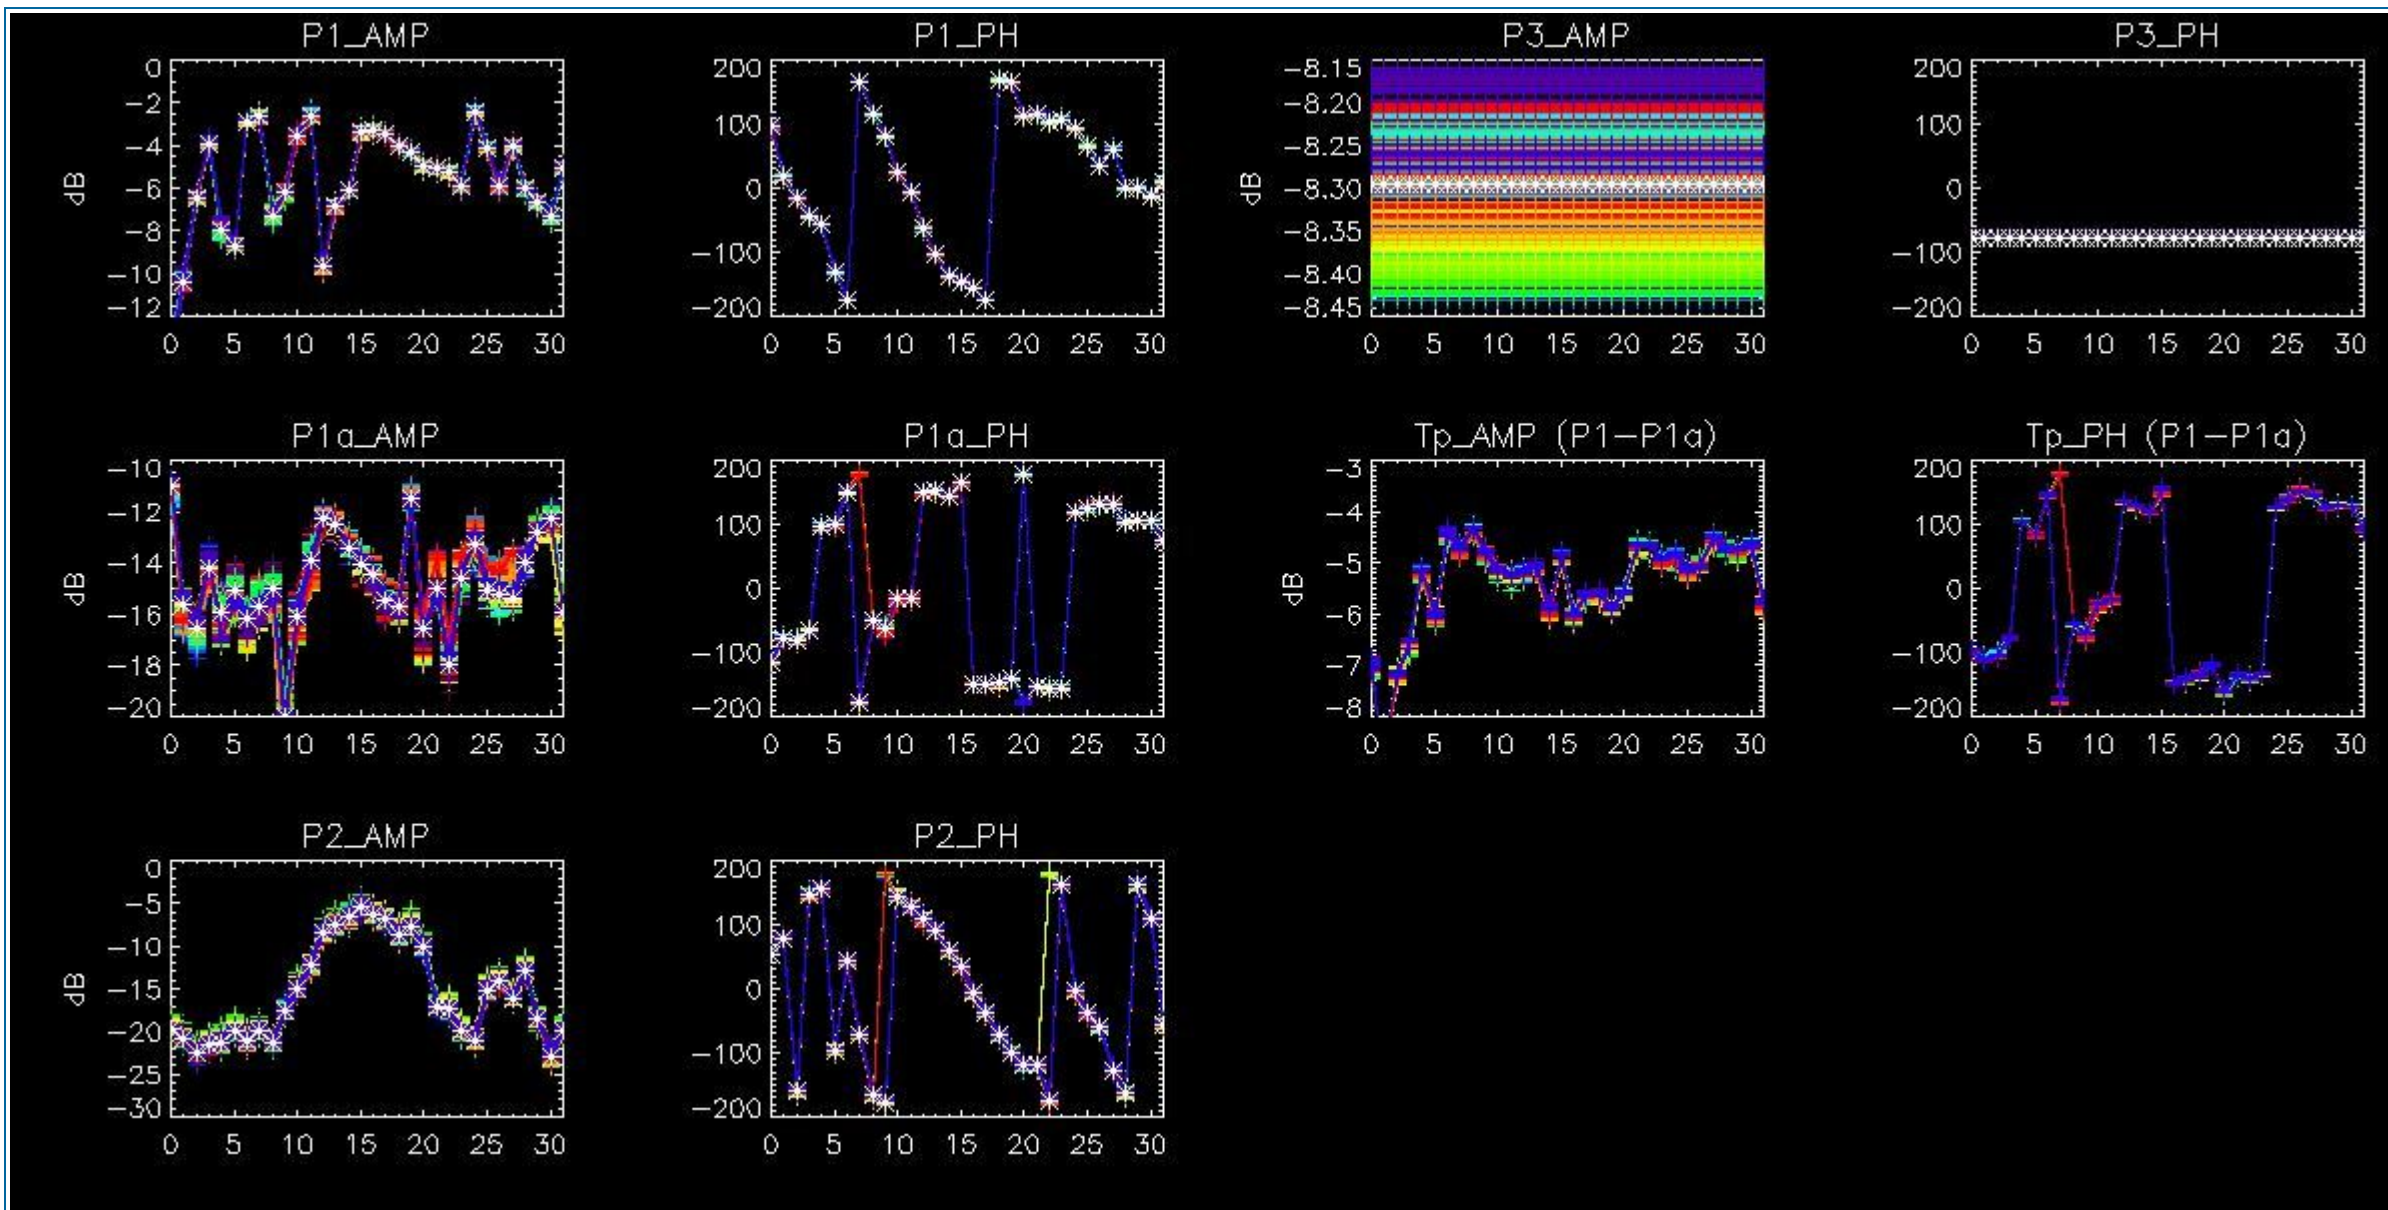 P1_AMP
P1_PH
P3_AMP
P3_PH
0
−2
−4
−6
−8
−10
−12
dB
0 5 10 15 20 25 30
200
100
0
−100
−200
0 5 10 15 20 25 30
−8.15
−8.20
−8.25
−8.30
−8.35
−8.40
−8.45
dB
0 5 10 15 20 25 30
200
100
0
−100
−200
0 5 10 15 20 25 30
P1a_AMP
P1a_PH
Tp_AMP (P1−P1a)
Tp_PH (P1−P1a)
−10
−12
−14
−16
−18
−20
dB
0 5 10 15 20 25 30
200
100
0
−100
−200
0 5 10 15 20 25 30
−3
−4
−5
−6
−7
−8
dB
0 5 10 15 20 25 30
200
100
0
−100
−200
0 5 10 15 20 25 30
P2_AMP
P2_PH
0
−5
−10
−15
−20
−25
−30
dB
0 5 10 15 20 25 30
200
100
0
−100
−200
0 5 10 15 20 25 30